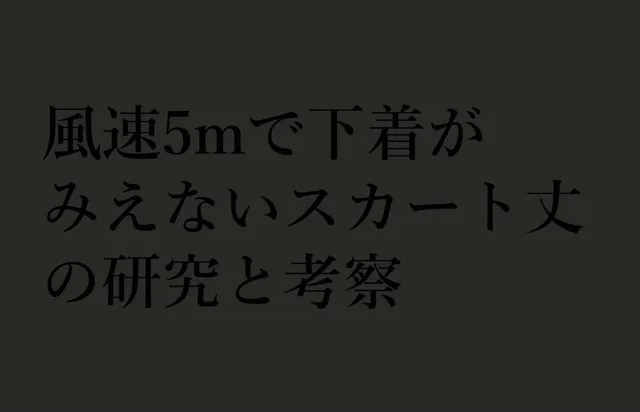 風速5mで下着が
みえないスカート丈
の研究と考察